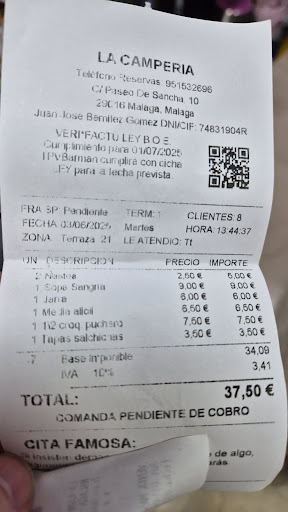 LA CAMPERIA
Teléfono Reservas: 951532696
C/ Paseo De Sancha, 10
29016 Malaga, Malaga
Juan Jose Benitez Gomez DNI/CIF: 74831904R
VERI*FACTU LEY B.O.E.
Cumplimiento para 01/07/2025
TPVBarman cumplirá con dicha
LEY para la fecha prevista
FRA SP: Pendiente TERM: 1 CLIENTES: 8
FECHA 03/06/2025 Martes HORA: 13:44:37
ZONA: Terraza 21 LE ATENDIO: Tt
UN DESCRIPCION PRECIO IMPORTE
2 2,50 € 5,00 €
1 Sangria 9,00 € 9,00 €
1 Jarra 6,00 € 6,00 €
1 Media alioli 6,50 € 6,50 €
1 1/2 croq. puchero 7,50 € 7,50 €
1 Tapas salchichas 3,50 € 3,50 €
7 Base imponible 34,09
IVA 10% 3,41
TOTAL: 37,50 €
COMANDA PENDIENTE DE COBRO
CITA FAMOSA:
de algo,